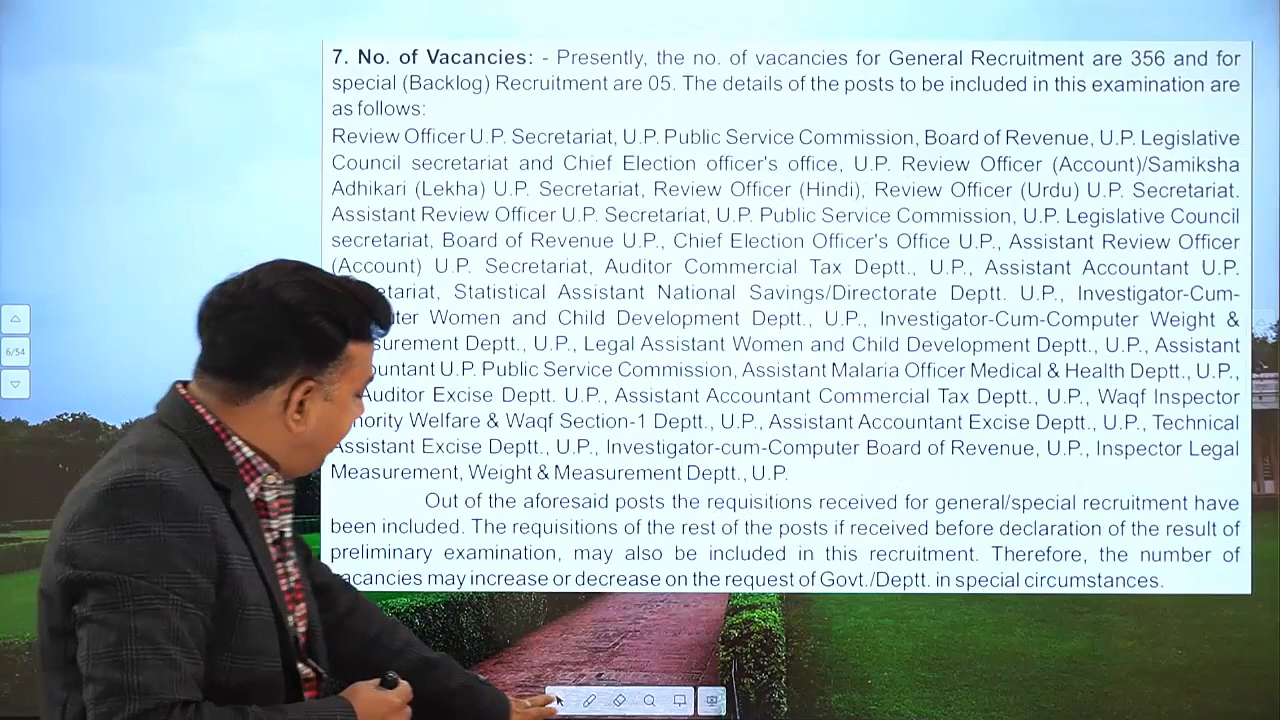 7. No. of Vacancies: - Presently, the no. of vacancies for General Recruitment are 356 and for
special (Backlog) Recruitment are 05. The details of the posts to be included in this examination are
as follows:
Review Officer U.P. Secretariat, U.P. Public Service Commission, Board of Revenue, U.P. Legislative
Council secretariat and Chief Election officer's office, U.P. Review Officer (Account)/Samiksha
Adhikari (Lekha) U.P. Secretariat, Review Officer (Hindi), Review Officer (Urdu) U.P. Secretariat.
Assistant Review Officer U.P. Secretariat, U.P. Public Service Commission, U.P. Legislative Council
secretariat, Board of Revenue U.P., Chief Election Officer's Office U.P., Assistant Review Officer
(Account) U.P. Secretariat, Auditor Commercial Tax Deptt., U.P., Assistant Accountant U.P.
Statistical Assistant National Savings/Directorate Deptt. U.P., Investigator-Cum-
Women and Child Development Deptt., U.P., Investigator-Cum-Computer Weight &
Deptt., U.P., Legal Assistant Women and Child Development Deptt., U.P., Assistant
U.P. Public Service Commission, Assistant Malaria Officer Medical & Health Deptt., U.P.,
Auditor Excise Deptt. U.P., Assistant Accountant Commercial Tax Deptt., U.P., Waqf Inspector
Welfare & Waqf Section-1 Deptt., U.P., Assistant Accountant Excise Deptt., U.P., Technical
Assistant Excise Deptt., U.P., Investigator-cum-Computer Board of Revenue, U.P., Inspector Legal
Measurement, Weight & Measurement Deptt., U.P.
Out of the aforesaid posts the requisitions received for general/special recruitment have
been included. The requisitions of the rest of the posts if received before declaration of the result of
preliminary examination, may also be included in this recruitment. Therefore, the number of
vacancies may increase or decrease on the request of Govt./Deptt. in special circumstances.
6/54